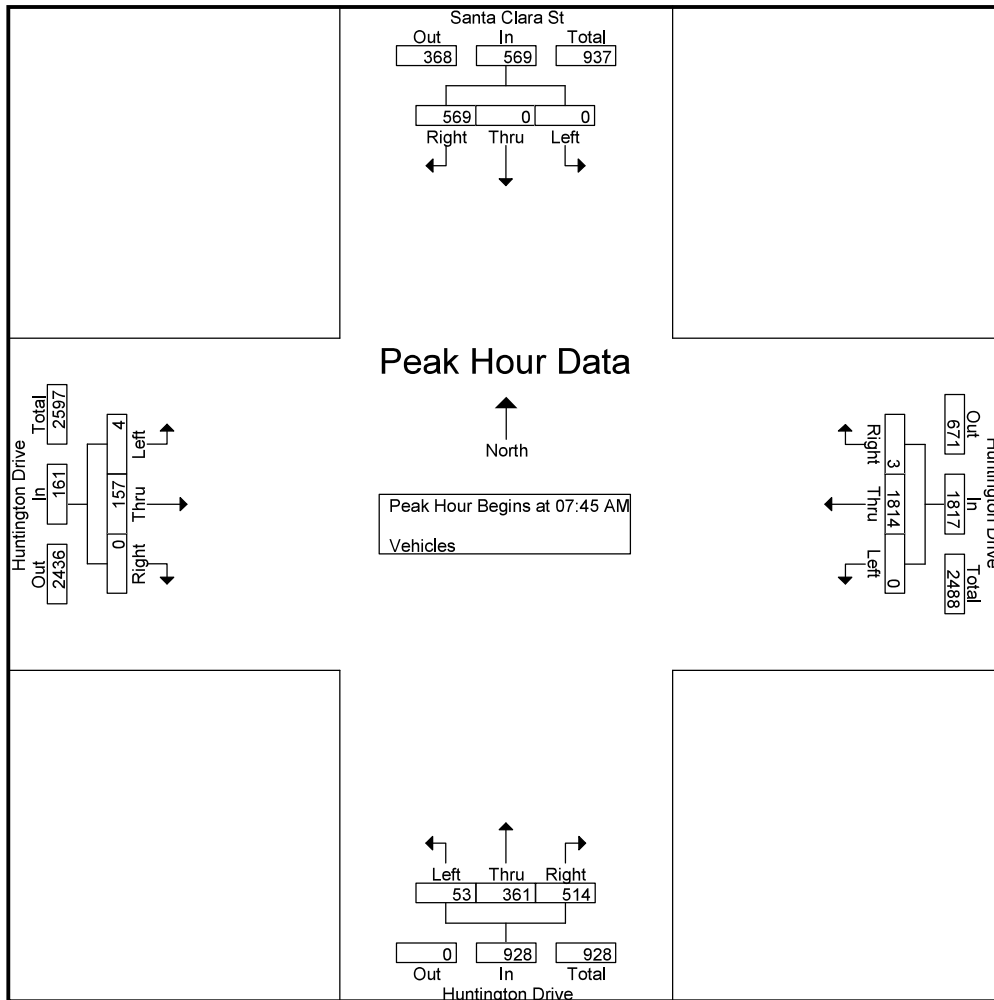 Santa Clara St
Out In Total
368 569 937
569 0 0
Right Thru Left
Peak Hour Data
North
Peak Hour Begins at 07:45 AM
Vehicles
Huntington Drive
Total In Out
2597 161 2436
4 157 0
Left Thru Right
Huntington Drive
Out In Total
671 1817 2488
3 1814 0
Right Thru Left
Left Thru Right
53 361 514
0 928 928
Out In Total
Huntington Drive